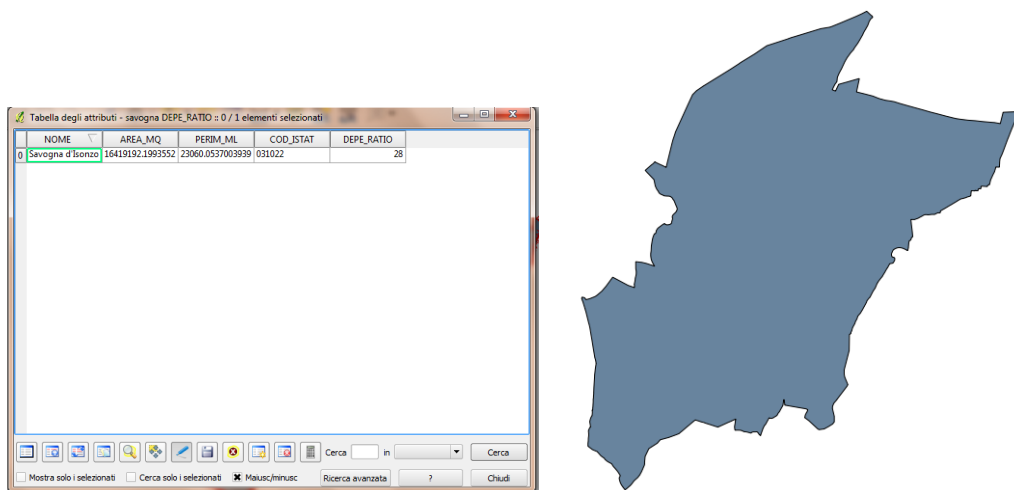 Tabella degli attributi - savogna DEPE_RATIO :: 0 / 1 elementi selezionati
NOME AREA_MQ PERIM_ML COD_ISTAT DEPE_RATIO
0 Savogna d'Isonzo 16419192.1993552 23060.0537003939 031022 28
Cerca in Cerca
Mostra solo i selezionati Cerca solo i selezionati Maiusc/minusc Ricerca avanzata ? Chiudi